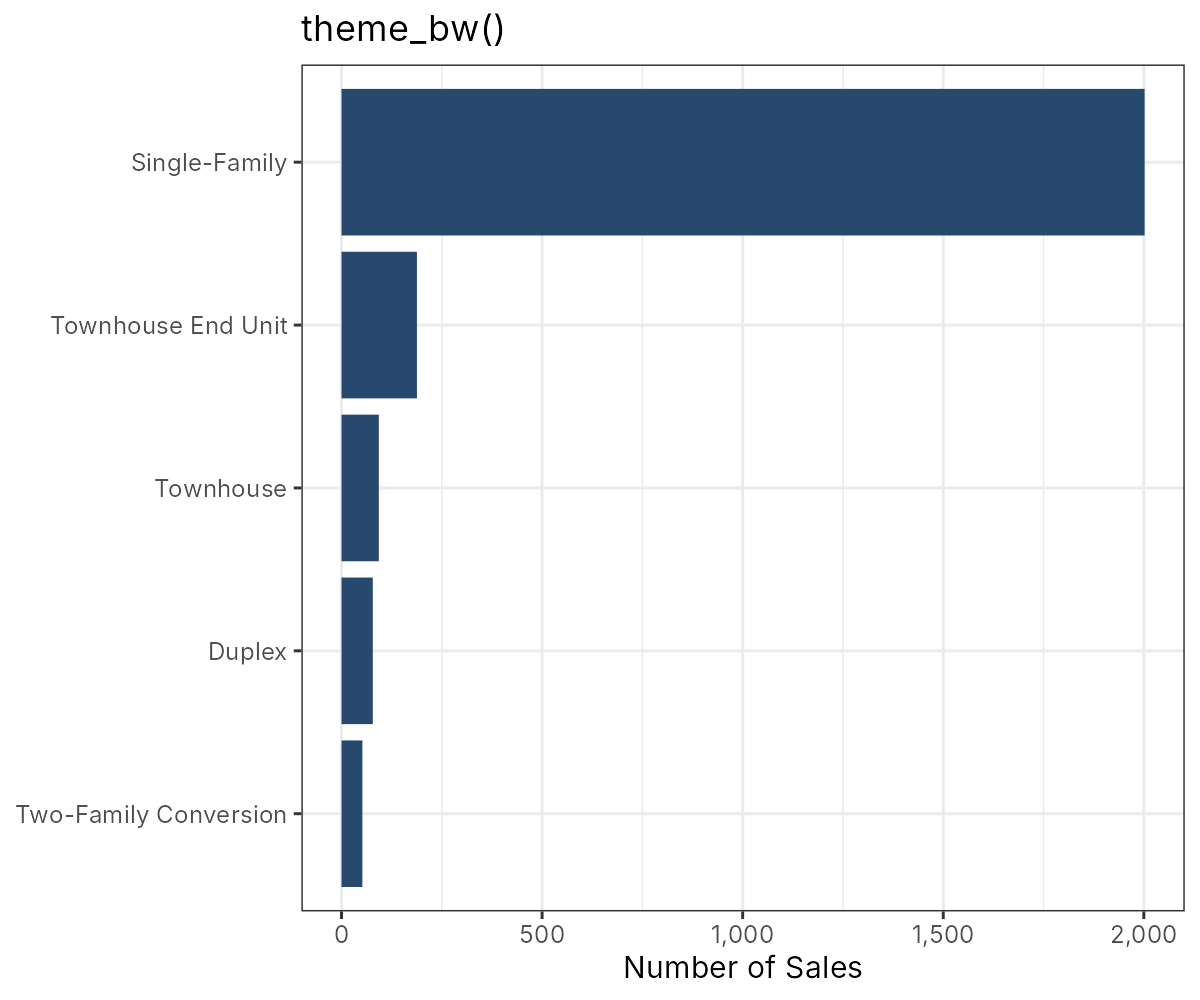 theme_bw()
Single-Family
Townhouse End Unit
Townhouse
Duplex
Two-Family Conversion
0 500 1,000 1,500 2,000
Number of Sales